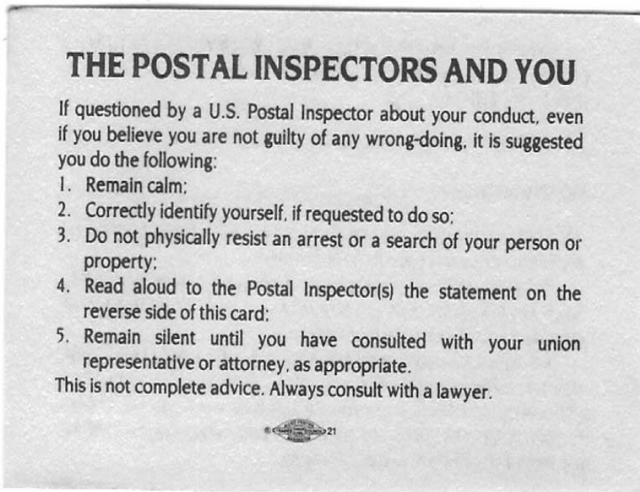 THE POSTAL INSPECTORS AND YOU
If questioned by a U.S. Postal Inspector about your conduct, even
if you believe you are not guilty of any wrong-doing, it is suggested
you do the following:
1. Remain calm;
2. Correctly identify yourself, if requested to do so;
3. Do not physically resist an arrest or a search of your person or
property;
4. Read aloud to the Postal Inspector(s) the statement on the
reverse side of this card;
5. Remain silent until you have consulted with your union
representative or attorney, as appropriate.
This is not complete advice. Always consult with a lawyer.
21